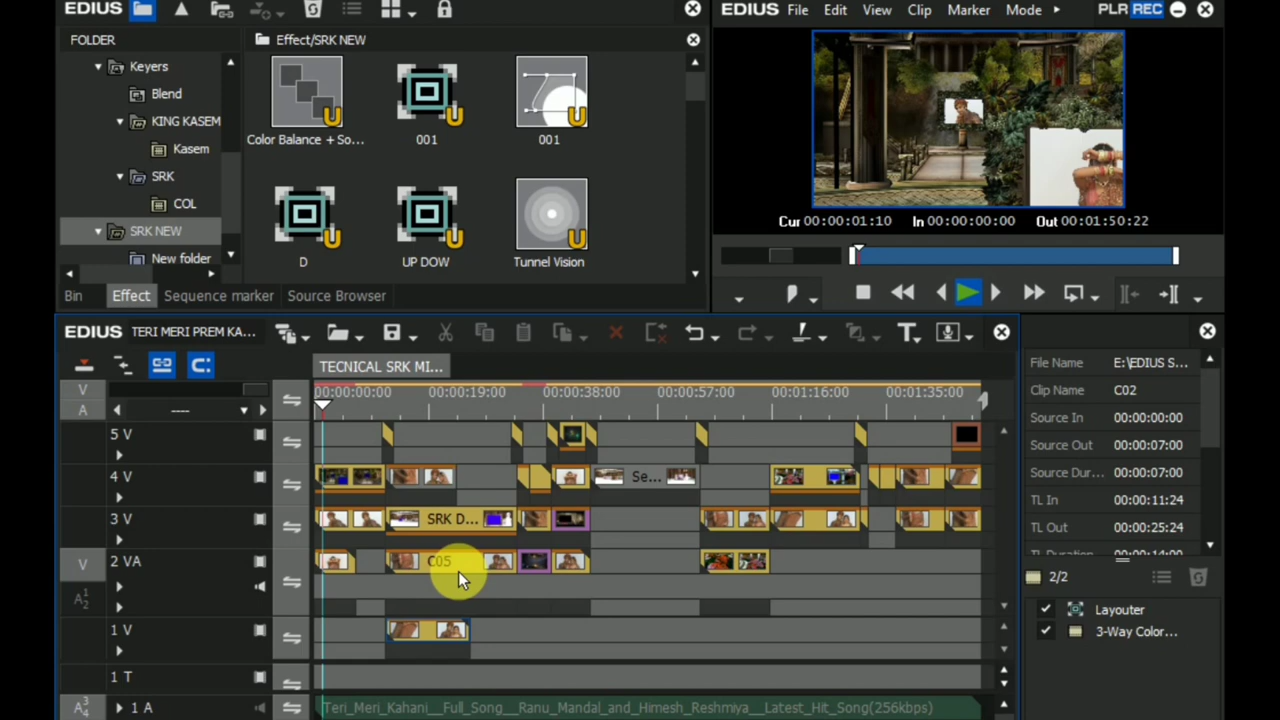 EDIUS
FOLDER
Effect/SRK NEW
Keyers
Blend
KING KASEM
Kasem
SRK
COL
SRK NEW
New folder
Color Balance + So...
001
001
D
UP DOW
Tunnel Vision
U
U
U
U
U
U
Bin
Effect
Sequence marker
Source Browser
EDIUS File Edit View Clip Marker Mode PLR REC
Cur 00:00:01:10 In 00:00:00:00 Out 00:01:50:22
EDIUS TERI MERI PREM KA...
TECNICAL SRK MI...
V
A
----
00:00:00:00 00:00:19:00 00:00:38:00 00:00:57:00 00:01:16:00 00:01:35:00
5 V
4 V
Se...
3 V
SRK D...
V
2 VA
C05
A1
2
1 V
1 T
A3
4
1 A
Teri_Meri_Kahani__Full_Song__Ranu_Mandal_and_Himesh_Reshmiya__Latest_Hit_Song(256kbps)
File Name E:\EDIUS S...
Clip Name C02
Source In 00:00:00:00
Source Out 00:00:07:00
Source Dur... 00:00:07:00
TL In 00:00:11:24
TL Out 00:00:25:24
2/2
Layouter
3-Way Color...